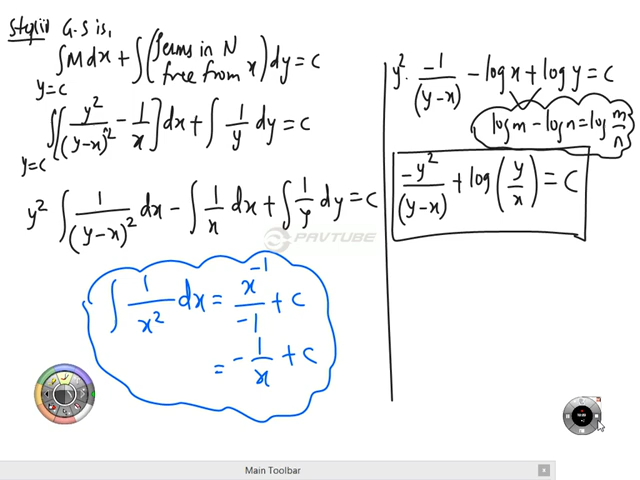 Step IV G.S is,
∫ M dx + ∫ (Terms in N free from x) dy = C
y=c
∫ [ y²/(y-x)² - 1/x ] dx + ∫ 1/y dy = C
y=c
y² ∫ 1/(y-x)² dx - ∫ 1/x dx + ∫ 1/y dy = C
PAVTUBE
∫ 1/x² dx = x⁻¹/-1 + C
= - 1/x + C
y² · -1/(y-x) - log x + log y = C
log m - log n = log m/n
-y²/(y-x) + log (y/x) = C
Main Toolbar